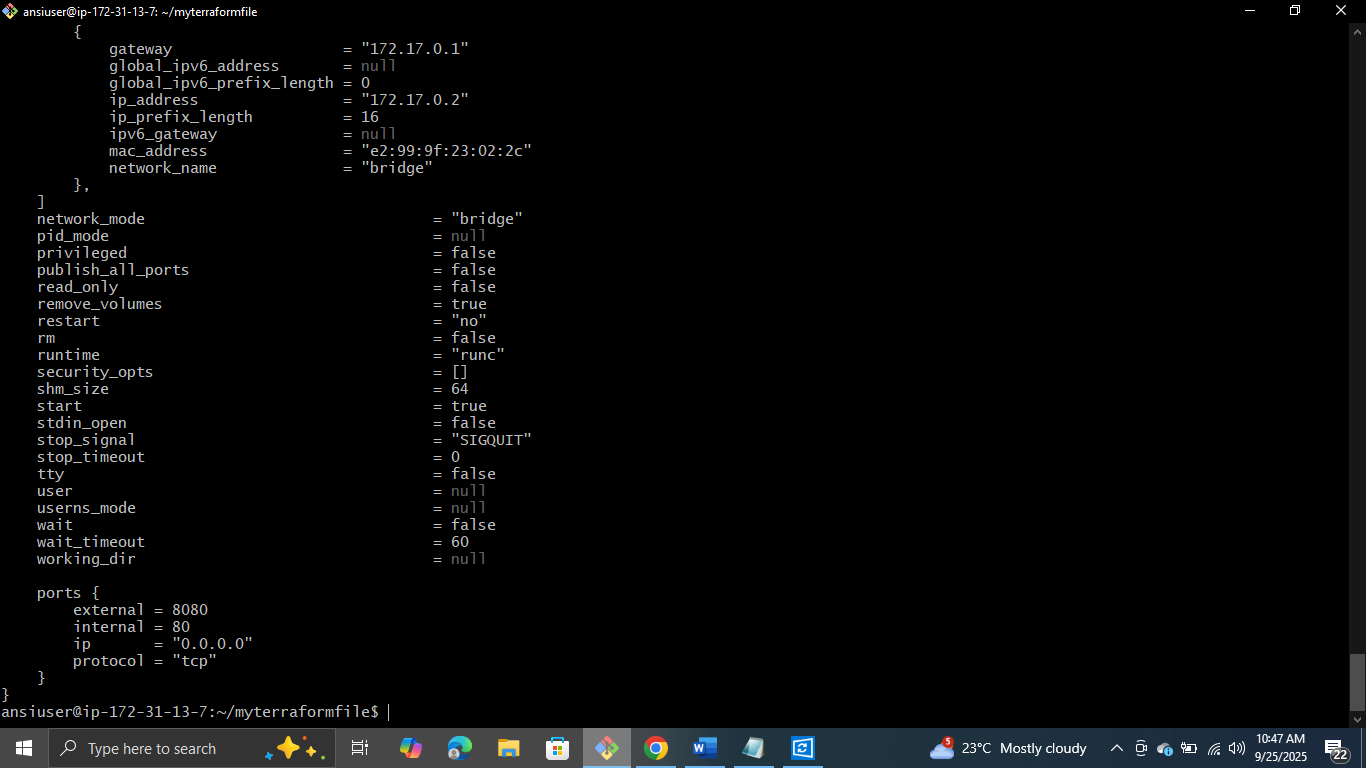 ansiuser@ip-172-31-13-7: ~/myterraformfile
        {
            gateway                   = "172.17.0.1"
            global_ipv6_address       = null
            global_ipv6_prefix_length = 0
            ip_address                = "172.17.0.2"
            ip_prefix_length          = 16
            ipv6_gateway              = null
            mac_address               = "e2:99:9f:23:02:2c"
            network_name              = "bridge"
        },
    ]
    network_mode                                = "bridge"
    pid_mode                                    = null
    privileged                                  = false
    publish_all_ports                           = false
    read_only                                   = false
    remove_volumes                              = true
    restart                                     = "no"
    rm                                          = false
    runtime                                     = "runc"
    security_opts                               = []
    shm_size                                    = 64
    start                                       = true
    stdin_open                                  = false
    stop_signal                                 = "SIGQUIT"
    stop_timeout                                = 0
    tty                                         = false
    user                                        = null
    userns_mode                                 = null
    wait                                        = false
    wait_timeout                                = 60
    working_dir                                 = null

    ports {
        external = 8080
        internal = 80
        ip       = "0.0.0.0"
        protocol = "tcp"
    }
}
ansiuser@ip-172-31-13-7:~/myterraformfile$
Type here to search
5
23°C Mostly cloudy
10:47 AM
9/25/2025
22